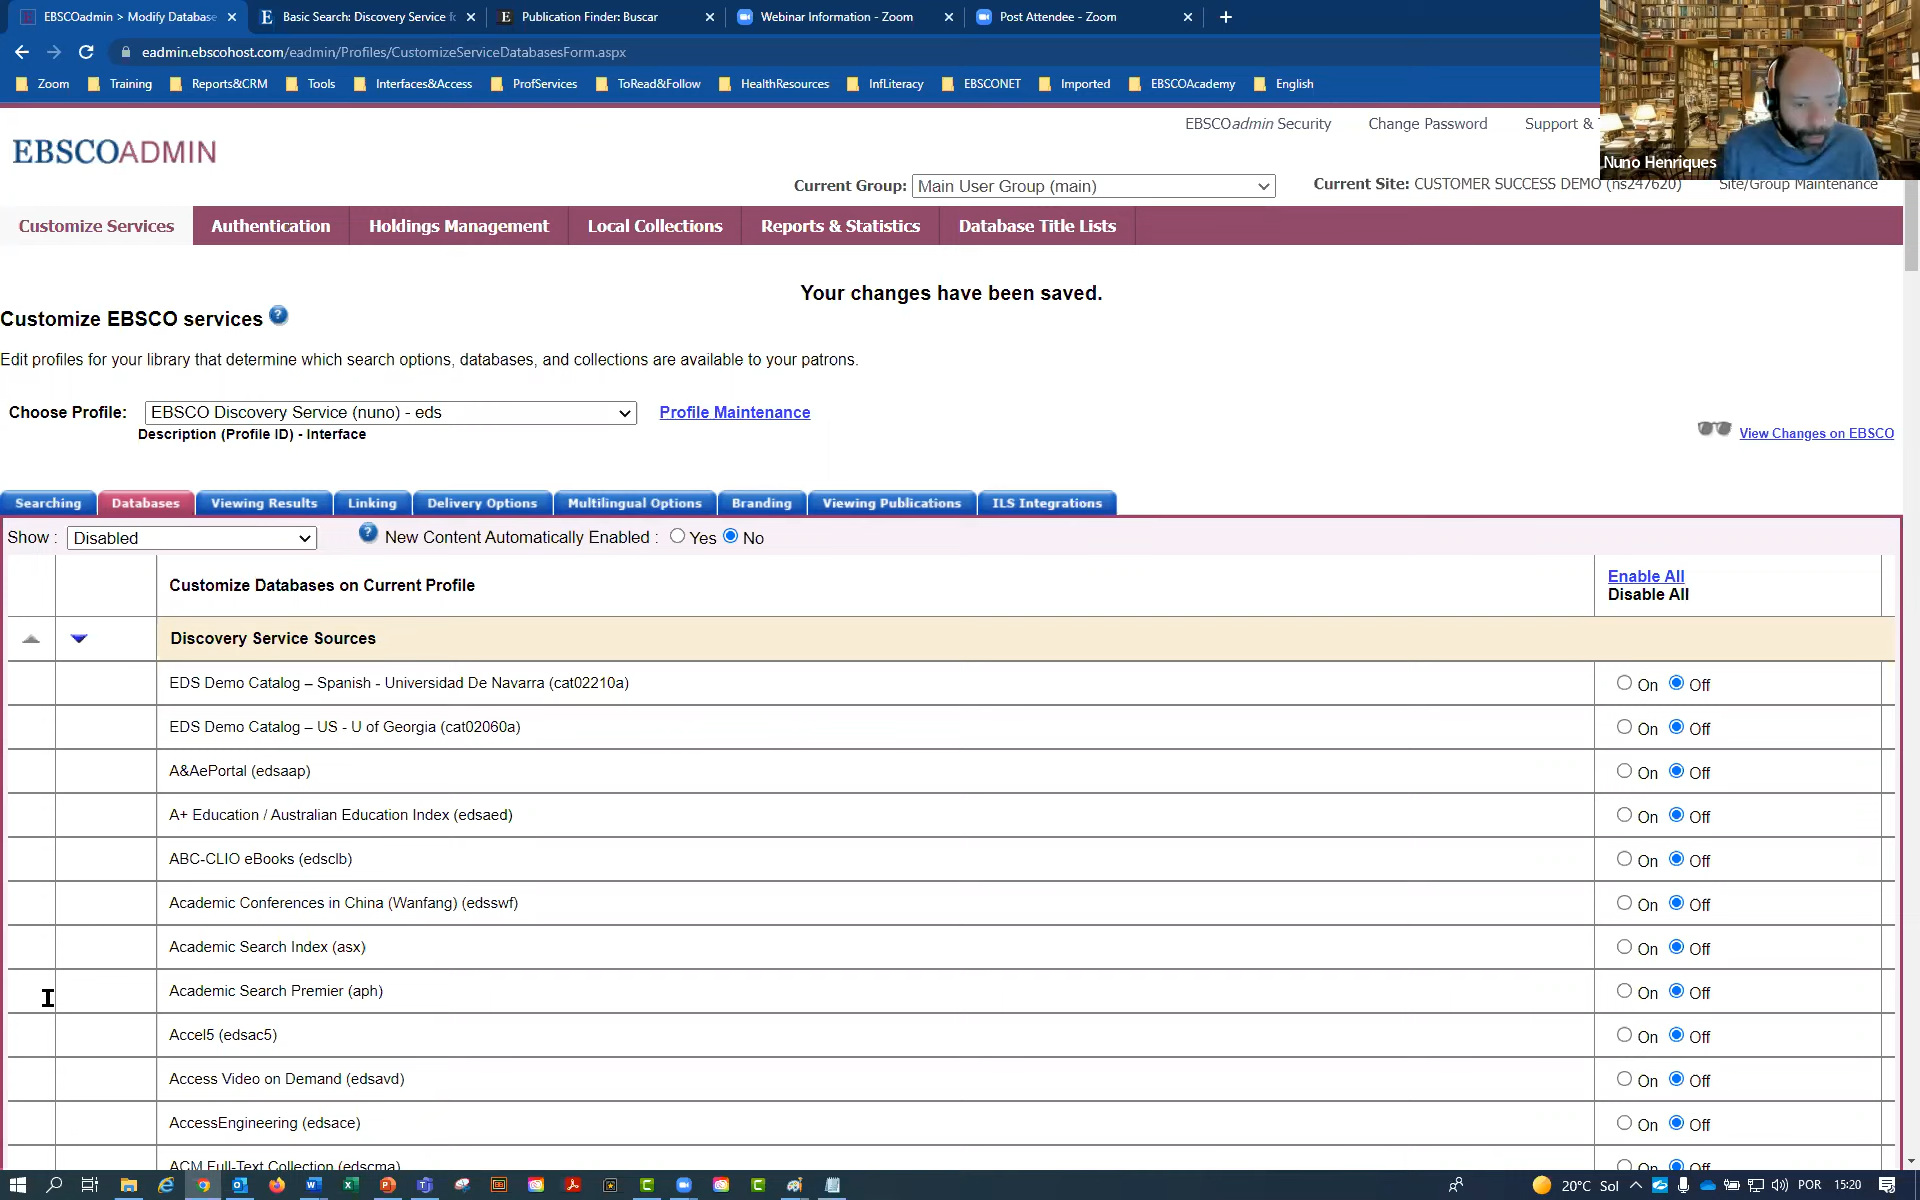 EBSCOadmin > Modify Database
Basic Search: Discovery Service fo
Publication Finder: Buscar
Webinar Information - Zoom
Post Attendee - Zoom
eadmin.ebscohost.com/eadmin/Profiles/CustomizeServiceDatabasesForm.aspx
Zoom Training Reports&CRM Tools Interfaces&Access ProfServices ToRead&Follow HealthResources InfLiteracy EBSCONET Imported EBSCOAcademy English
EBSCOadmin Security Change Password Support &
EBSCOADMIN
Nuno Henriques
Current Group: Main User Group (main) Current Site: CUSTOMER SUCCESS DEMO (ns247620) Site/Group Maintenance
Customize Services Authentication Holdings Management Local Collections Reports & Statistics Database Title Lists
Your changes have been saved.
Customize EBSCO services ?
Edit profiles for your library that determine which search options, databases, and collections are available to your patrons.
Choose Profile: EBSCO Discovery Service (nuno) - eds Profile Maintenance
Description (Profile ID) - Interface
View Changes on EBSCO
Searching Databases Viewing Results Linking Delivery Options Multilingual Options Branding Viewing Publications ILS Integrations
Show : Disabled ? New Content Automatically Enabled : Yes No
Customize Databases on Current Profile
Enable All
Disable All
Discovery Service Sources
EDS Demo Catalog – Spanish - Universidad De Navarra (cat02210a) On Off
EDS Demo Catalog – US - U of Georgia (cat02060a) On Off
A&AePortal (edsaap) On Off
A+ Education / Australian Education Index (edsaed) On Off
ABC-CLIO eBooks (edsclb) On Off
Academic Conferences in China (Wanfang) (edsswf) On Off
Academic Search Index (asx) On Off
Academic Search Premier (aph) On Off
Accel5 (edsac5) On Off
Access Video on Demand (edsavd) On Off
AccessEngineering (edsace) On Off
ACM Full-Text Collection (edscma) On Off
20°C Sol POR 15:20